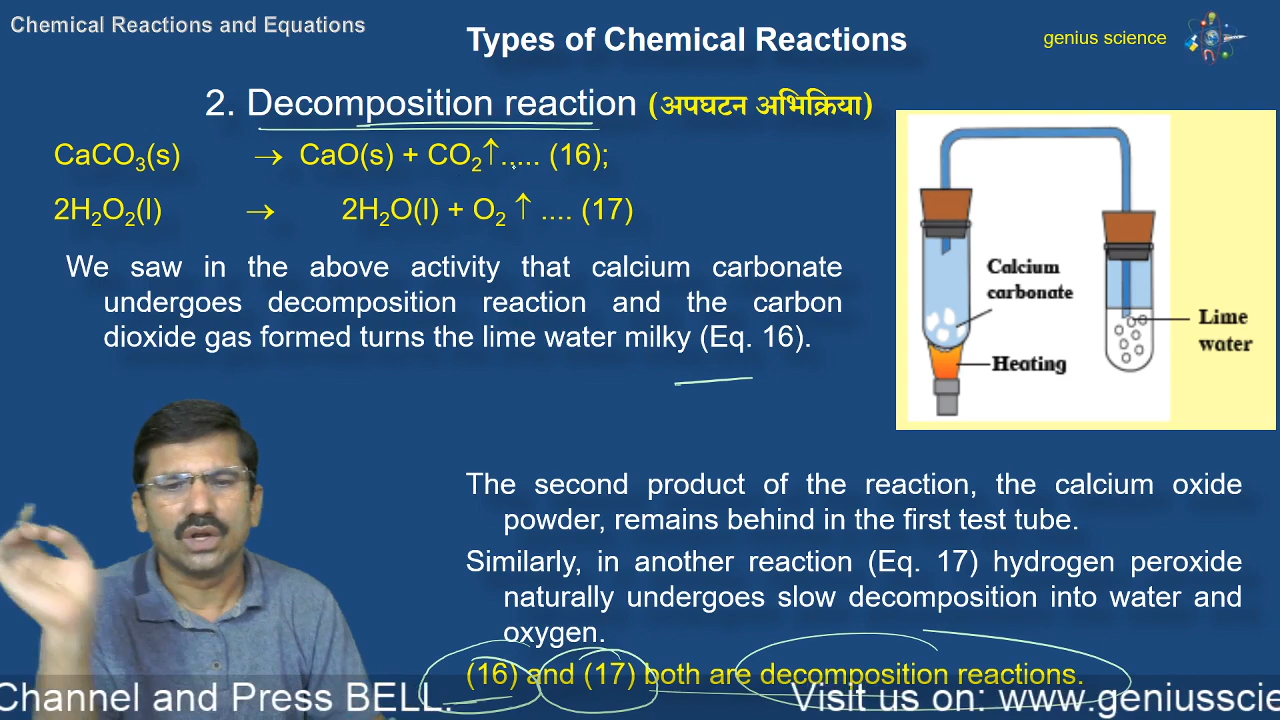 Chemical Reactions and Equations
Types of Chemical Reactions
genius science
2. Decomposition reaction (अपघटन अभिक्रिया)
CaCO₃(s) → CaO(s) + CO₂↑..... (16);
2H₂O₂(l) → 2H₂O(l) + O₂ ↑ .... (17)
We saw in the above activity that calcium carbonate
undergoes decomposition reaction and the carbon
dioxide gas formed turns the lime water milky (Eq. 16).
Calcium
carbonate
Lime
water
Heating
The second product of the reaction, the calcium oxide
powder, remains behind in the first test tube.
Similarly, in another reaction (Eq. 17) hydrogen peroxide
naturally undergoes slow decomposition into water and
oxygen.
(16) and (17) both are decomposition reactions.
Channel and Press BELL. Visit us on: www.geniusscie